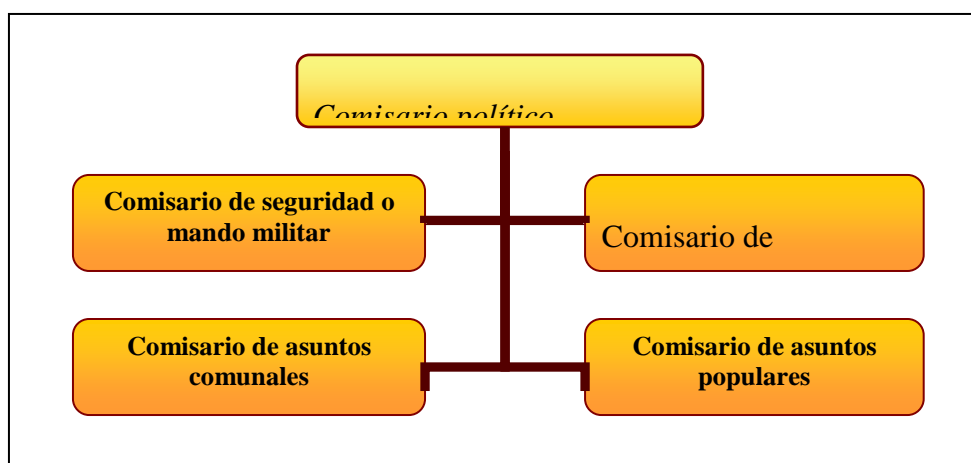 Comisario político
Comisario de seguridad o
mando militar
Comisario de
Comisario de asuntos
comunales
Comisario de asuntos
populares